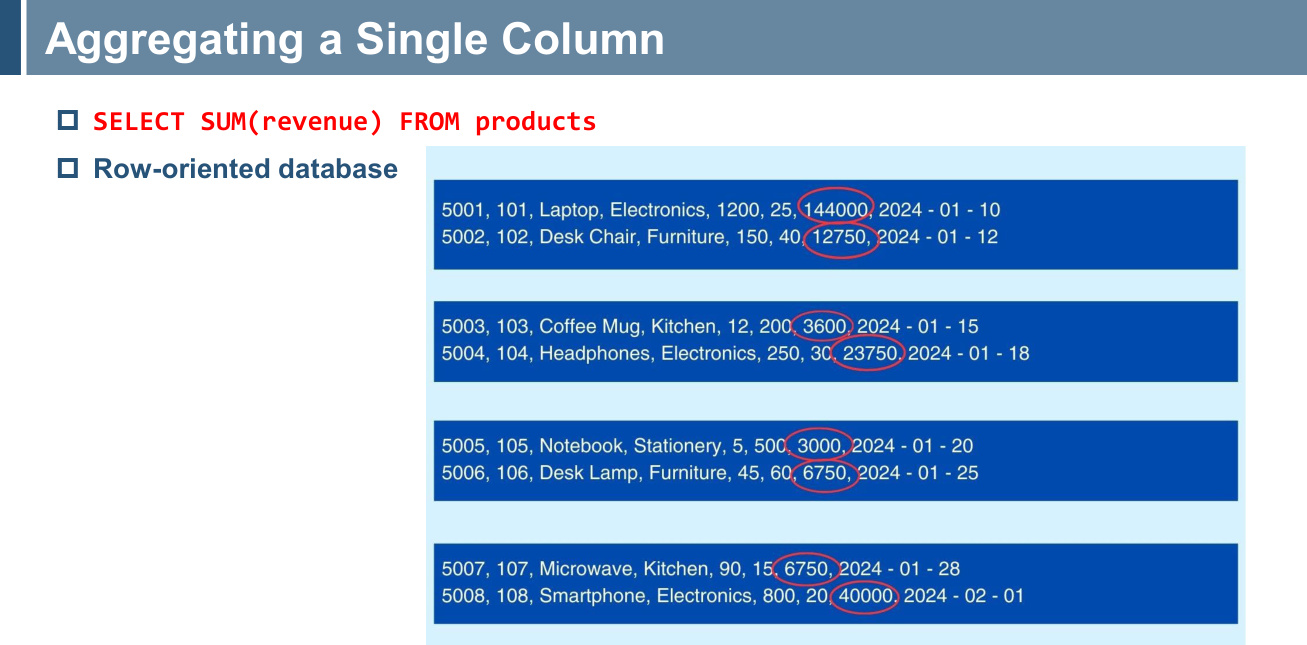 Aggregating a Single Column
SELECT SUM(revenue) FROM products
Row-oriented database
5001, 101, Laptop, Electronics, 1200, 25, 144000, 2024 - 01 - 10
5002, 102, Desk Chair, Furniture, 150, 40, 12750, 2024 - 01 - 12
5003, 103, Coffee Mug, Kitchen, 12, 200, 3600, 2024 - 01 - 15
5004, 104, Headphones, Electronics, 250, 30, 23750, 2024 - 01 - 18
5005, 105, Notebook, Stationery, 5, 500, 3000, 2024 - 01 - 20
5006, 106, Desk Lamp, Furniture, 45, 60, 6750, 2024 - 01 - 25
5007, 107, Microwave, Kitchen, 90, 15, 6750, 2024 - 01 - 28
5008, 108, Smartphone, Electronics, 800, 20, 40000, 2024 - 02 - 01